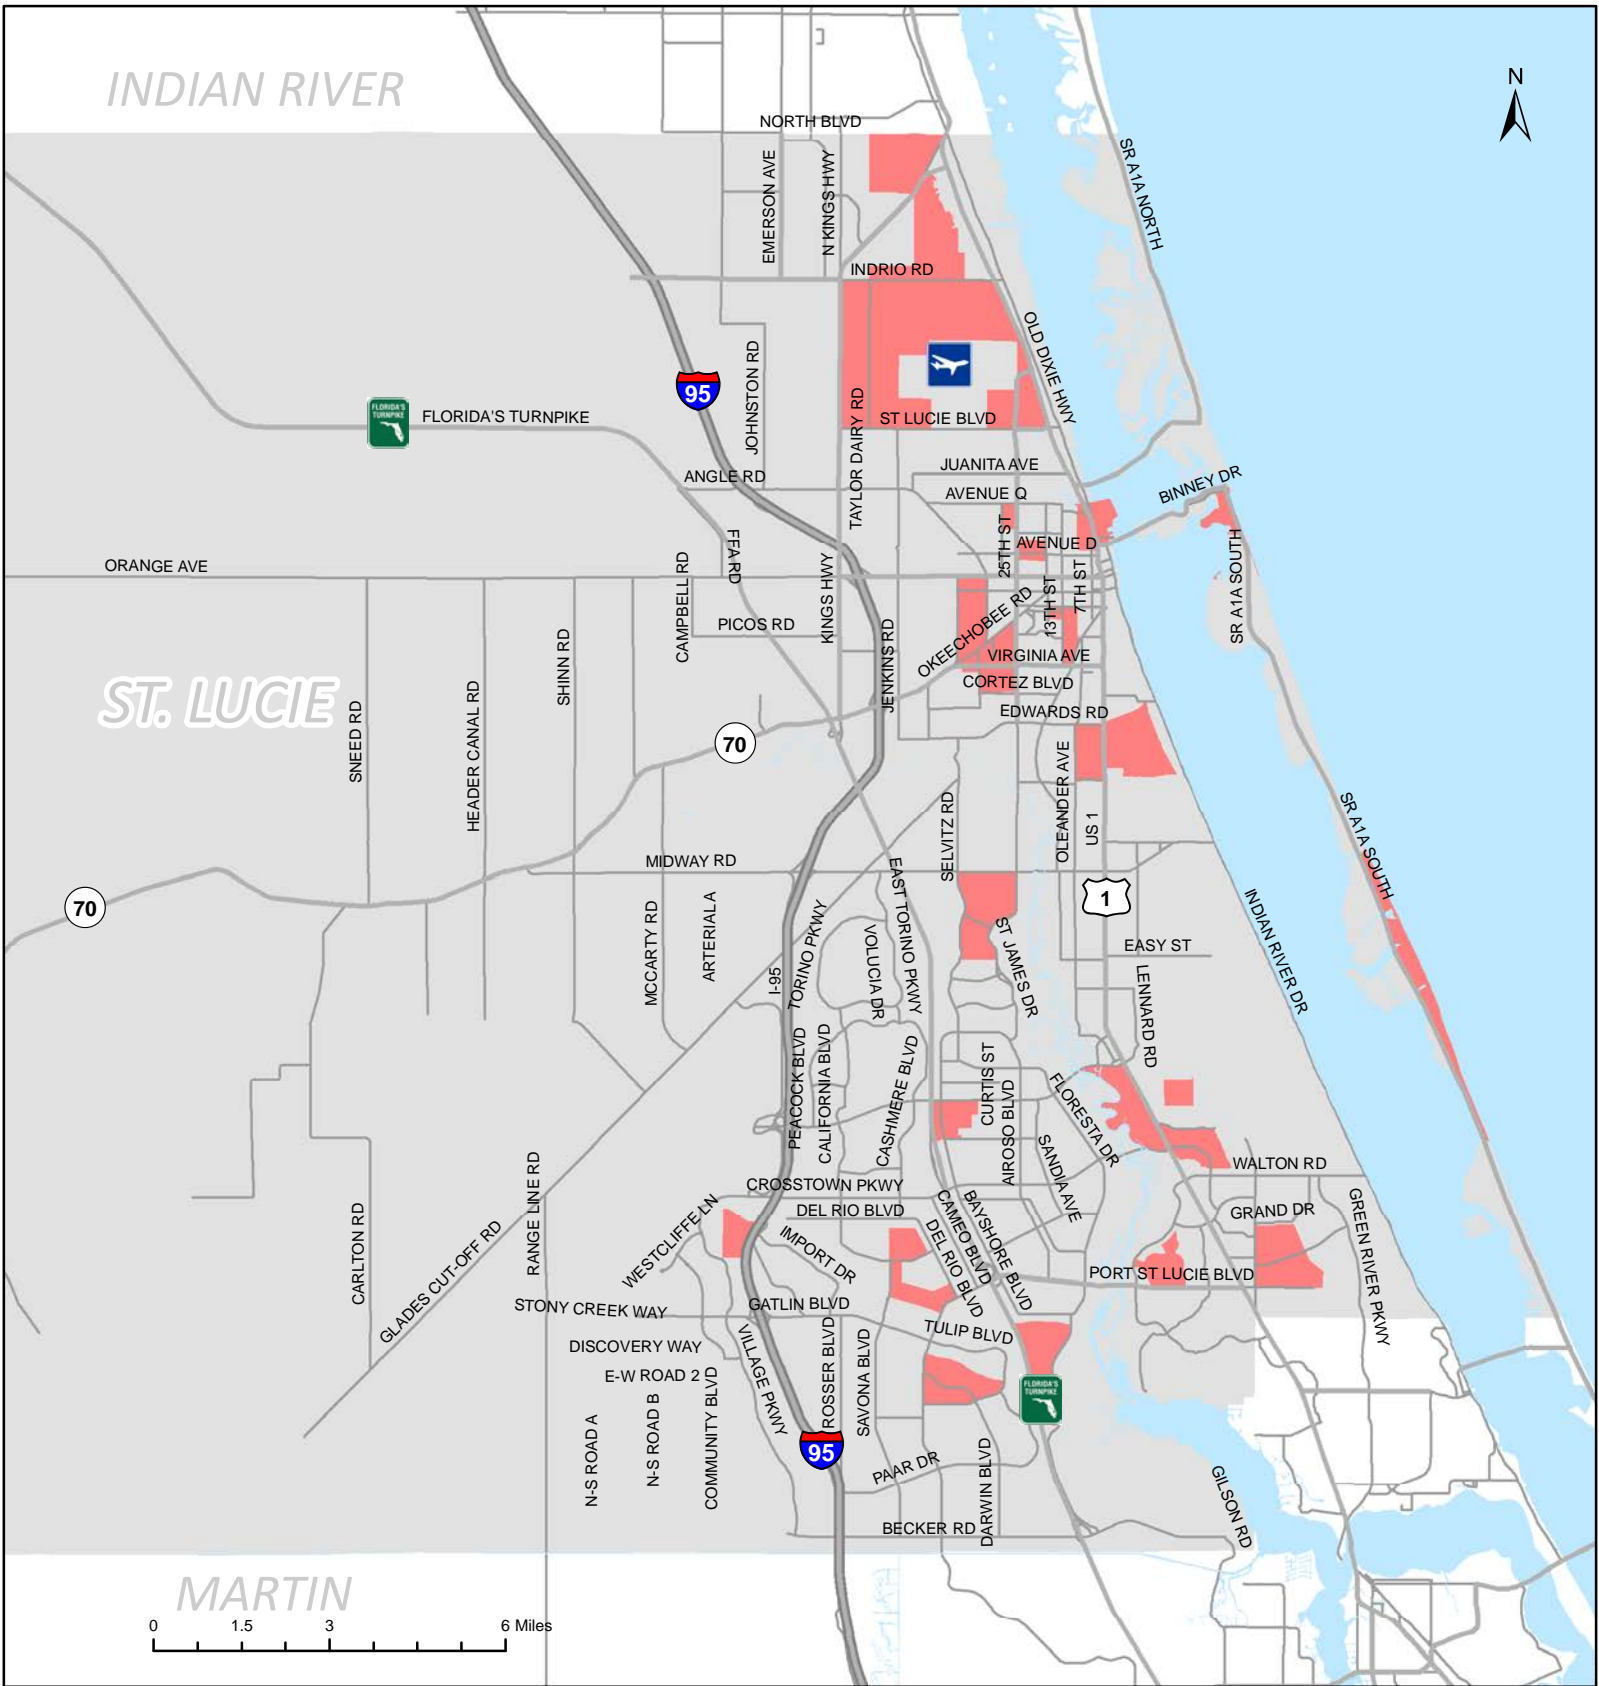 INDIAN RIVER
N
NORTH BLVD
SR A1A NORTH
EMERSON AVE
N KINGS HWY
INDRIO RD
OLD DIXIE HWY
JOHNSTON RD
95
FLORIDA'S TURNPIKE
FLORIDA'S TURNPIKE
TAYLOR DAIRY RD
ST LUCIE BLVD
JUANITA AVE
ANGLE RD
BINNEY DR
AVENUE Q
25TH ST
AVENUE D
FFA RD
SR A1A SOUTH
ORANGE AVE
CAMPBELL RD
KINGS HWY
13TH ST
7TH ST
OKEECHOBEE RD
PICOS RD
SHINN RD
JENKINS RD
VIRGINIA AVE
CORTEZ BLVD
ST. LUCIE
HEADER CANAL RD
SNEED RD
EDWARDS RD
70
OLEANDER AVE
US 1
SELVITZ RD
SR A1A SOUTH
MIDWAY RD
EAST TORINO PKWY
1
70
MCCARTY RD
ARTERIAL A
INDIAN RIVER DR
TORINO PKWY
VOLUCIA DR
ST JAMES DR
EASY ST
I-95
LENNARD RD
PEACOCK BLVD
CALIFORNIA BLVD
CASHMERE BLVD
CURTIS ST
AIROSO BLVD
FLORESTA DR
SANDIA AVE
RANGE LINE RD
WALTON RD
CROSSTOWN PKWY
CARLTON RD
GLADES CUT-OFF RD
WESTCLIFFE LN
DEL RIO BLVD
CAMEO BLVD
BAYSHORE BLVD
DEL RIO BLVD
GRAND DR
GREEN RIVER PKWY
IMPORT DR
PORT ST LUCIE BLVD
STONY CREEK WAY
GATLIN BLVD
TULIP BLVD
DISCOVERY WAY
VILLAGE PKWY
ROSSER BLVD
SAVONA BLVD
E-W ROAD 2
FLORIDA'S TURNPIKE
N-S ROAD A
N-S ROAD B
COMMUNITY BLVD
95
PAAR DR
DARWIN BLVD
GILSON RD
BECKER RD
MARTIN
0 1.5 3 6 Miles